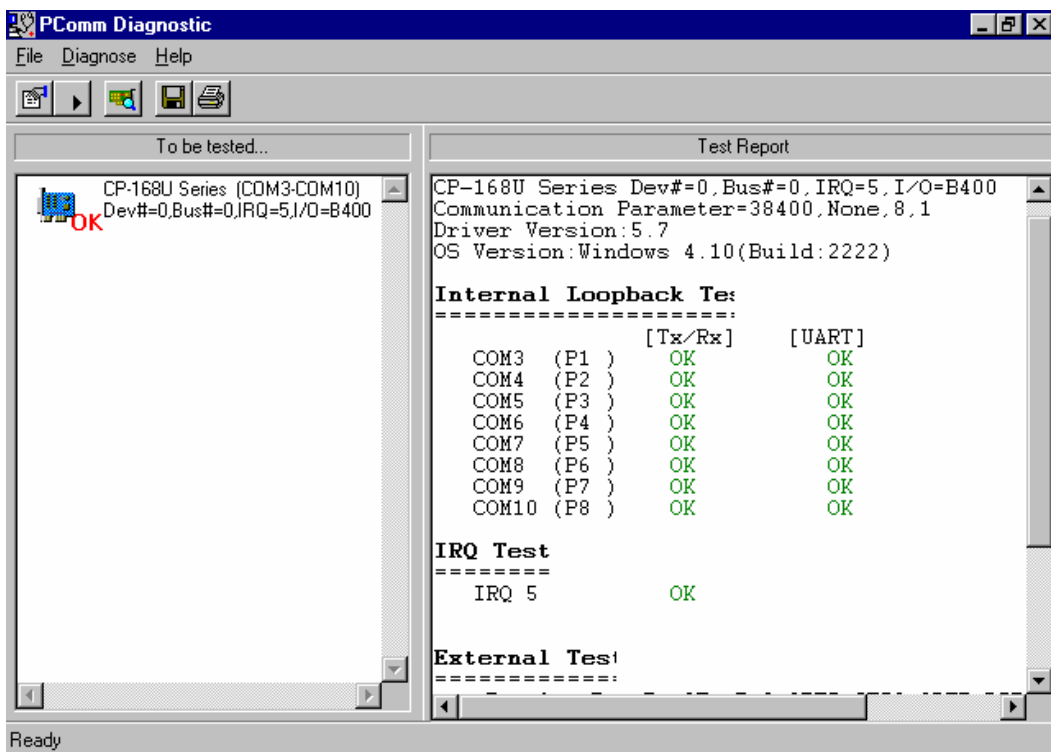 PComm Diagnostic
File Diagnose Help
To be tested...
CP-168U Series (COM3-COM10)
Dev#=0,Bus#=0,IRQ=5,I/O=B400
OK
Test Report
CP-168U Series Dev#=0,Bus#=0,IRQ=5,I/O=B400
Communication Parameter=38400,None,8,1
Driver Version:5.7
OS Version:Windows 4.10(Build:2222)
Internal Loopback Tes
======================
[Tx/Rx] [UART]
COM3 (P1 ) OK OK
COM4 (P2 ) OK OK
COM5 (P3 ) OK OK
COM6 (P4 ) OK OK
COM7 (P5 ) OK OK
COM8 (P6 ) OK OK
COM9 (P7 ) OK OK
COM10 (P8 ) OK OK
IRQ Test
========
IRQ 5 OK
External Test
=============
Ready